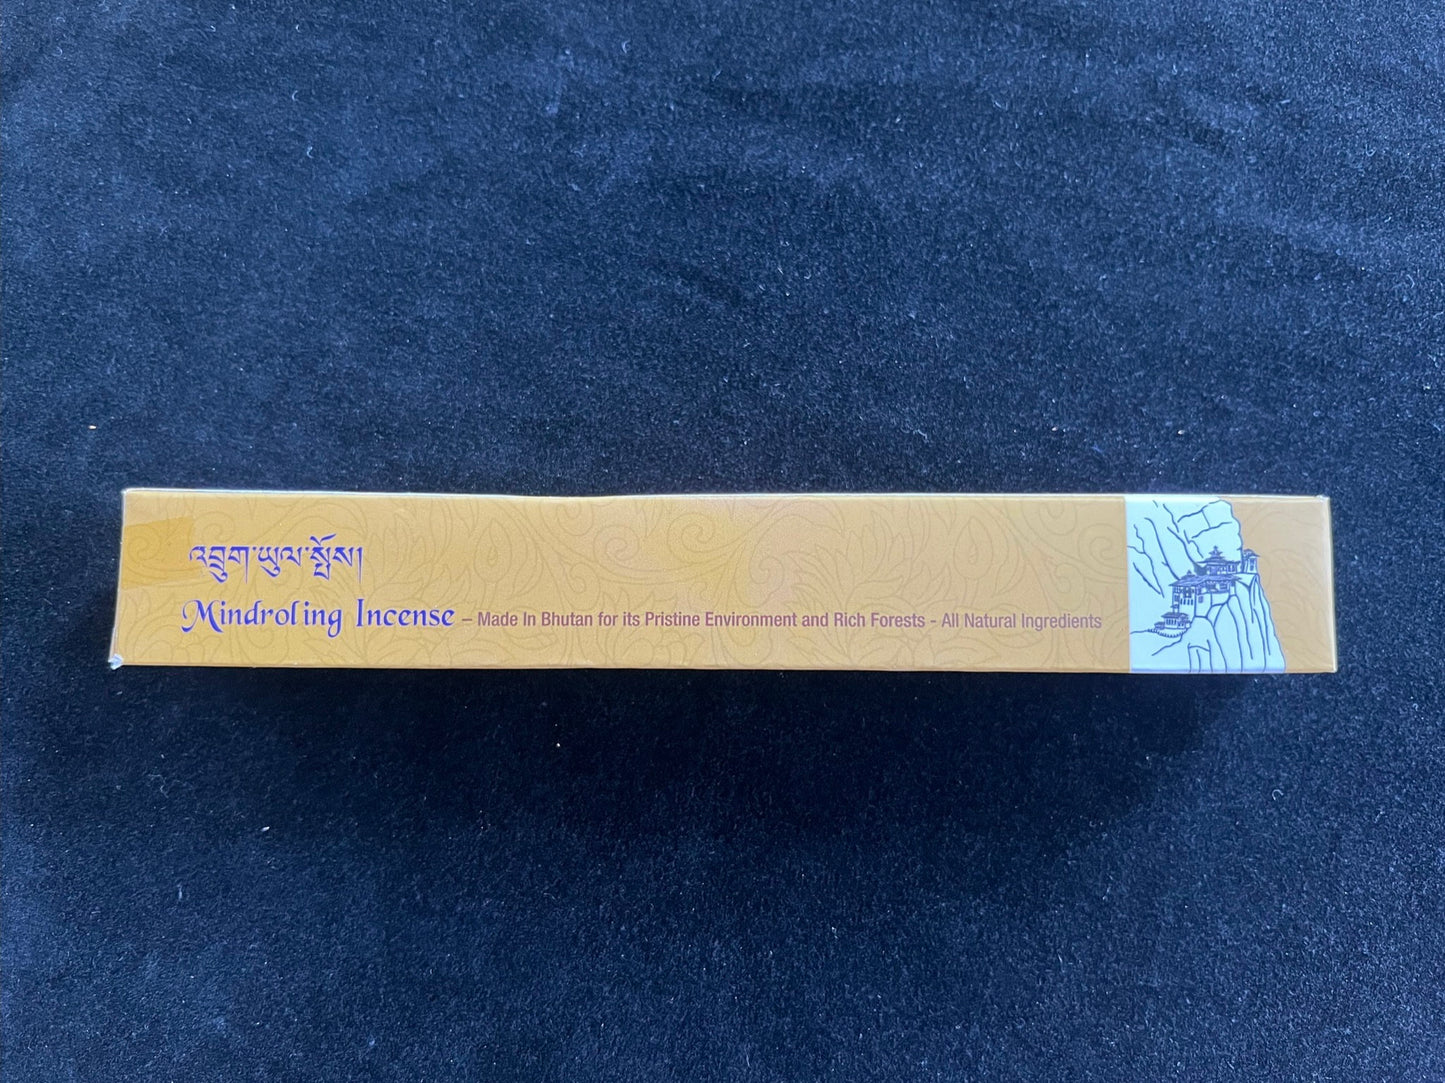 འབྲུག་ཡུལ་སྤོས།
Mindroling Incense – Made In Bhutan for its Pristine Environment and Rich Forests - All Natural Ingredients